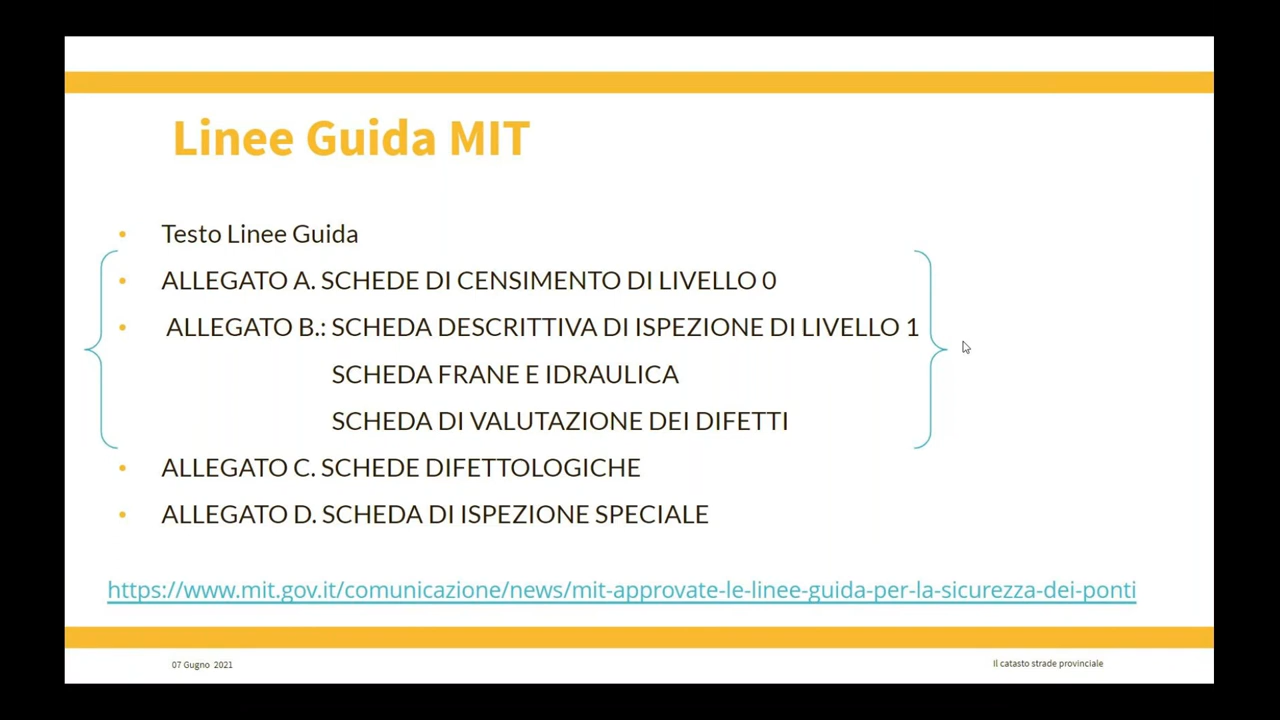 Linee Guida MIT
• Testo Linee Guida
• ALLEGATO A. SCHEDE DI CENSIMENTO DI LIVELLO 0
• ALLEGATO B.: SCHEDA DESCRITTIVA DI ISPEZIONE DI LIVELLO 1
SCHEDA FRANE E IDRAULICA
SCHEDA DI VALUTAZIONE DEI DIFETTI
• ALLEGATO C. SCHEDE DIFETTOLOGICHE
• ALLEGATO D. SCHEDA DI ISPEZIONE SPECIALE
https://www.mit.gov.it/comunicazione/news/mit-approvate-le-linee-guida-per-la-sicurezza-dei-ponti
07 Gugno 2021
Il catasto strade provinciale